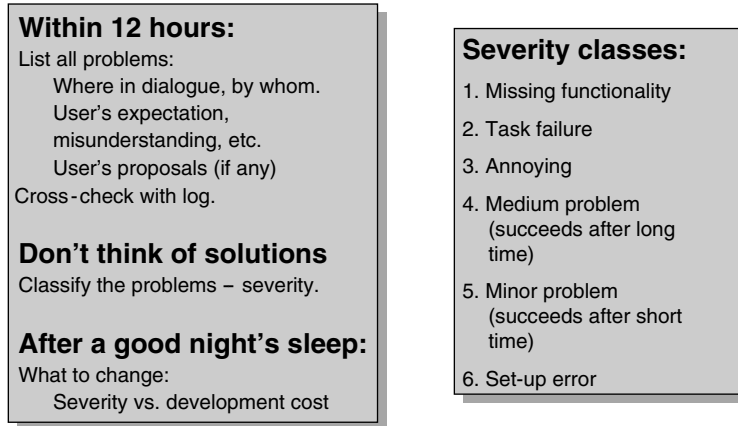 Within 12 hours:
List all problems:
Where in dialogue, by whom.
User's expectation,
misunderstanding, etc.
User's proposals (if any)
Cross-check with log.
Don't think of solutions
Classify the problems – severity.
After a good night's sleep:
What to change:
Severity vs. development cost
Severity classes:
1. Missing functionality
2. Task failure
3. Annoying
4. Medium problem
(succeeds after long
time)
5. Minor problem
(succeeds after short
time)
6. Set-up error